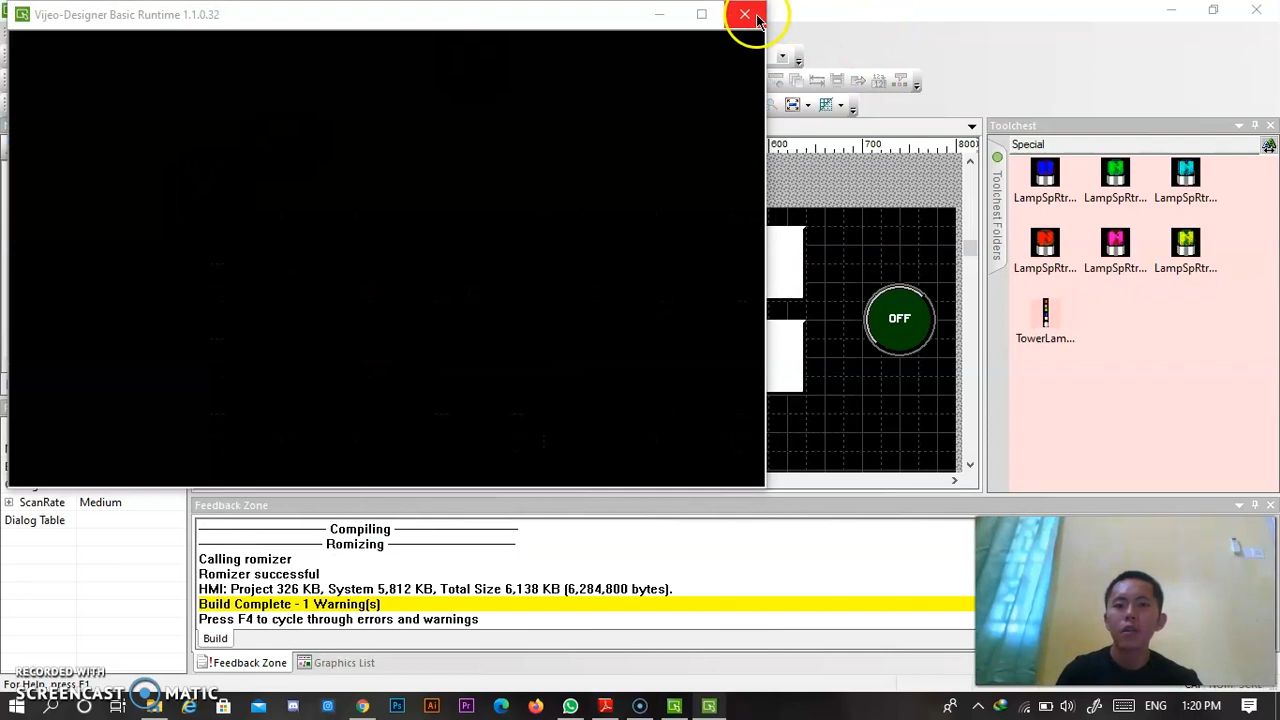 Vijeo-Designer Basic Runtime 1.1.0.32
Toolchest
600
700
800
Special
Toolchest Folders
LampSpRtr...
LampSpRtr...
LampSpRtr...
LampSpRtr...
LampSpRtr...
LampSpRtr...
OFF
TowerLam...
ScanRate
Medium
Dialog Table
Feedback Zone
Compiling
Romizing
Calling romizer
Romizer successful
HMI: Project 326 KB, System 5,812 KB, Total Size 6,138 KB (6,284,800 bytes).
Build Complete - 1 Warning(s)
Press F4 to cycle through errors and warnings
Build
!Feedback Zone
Graphics List
For Help, press F1
RECORDED WITH
SCREENCAST MATIC
1:20 PM